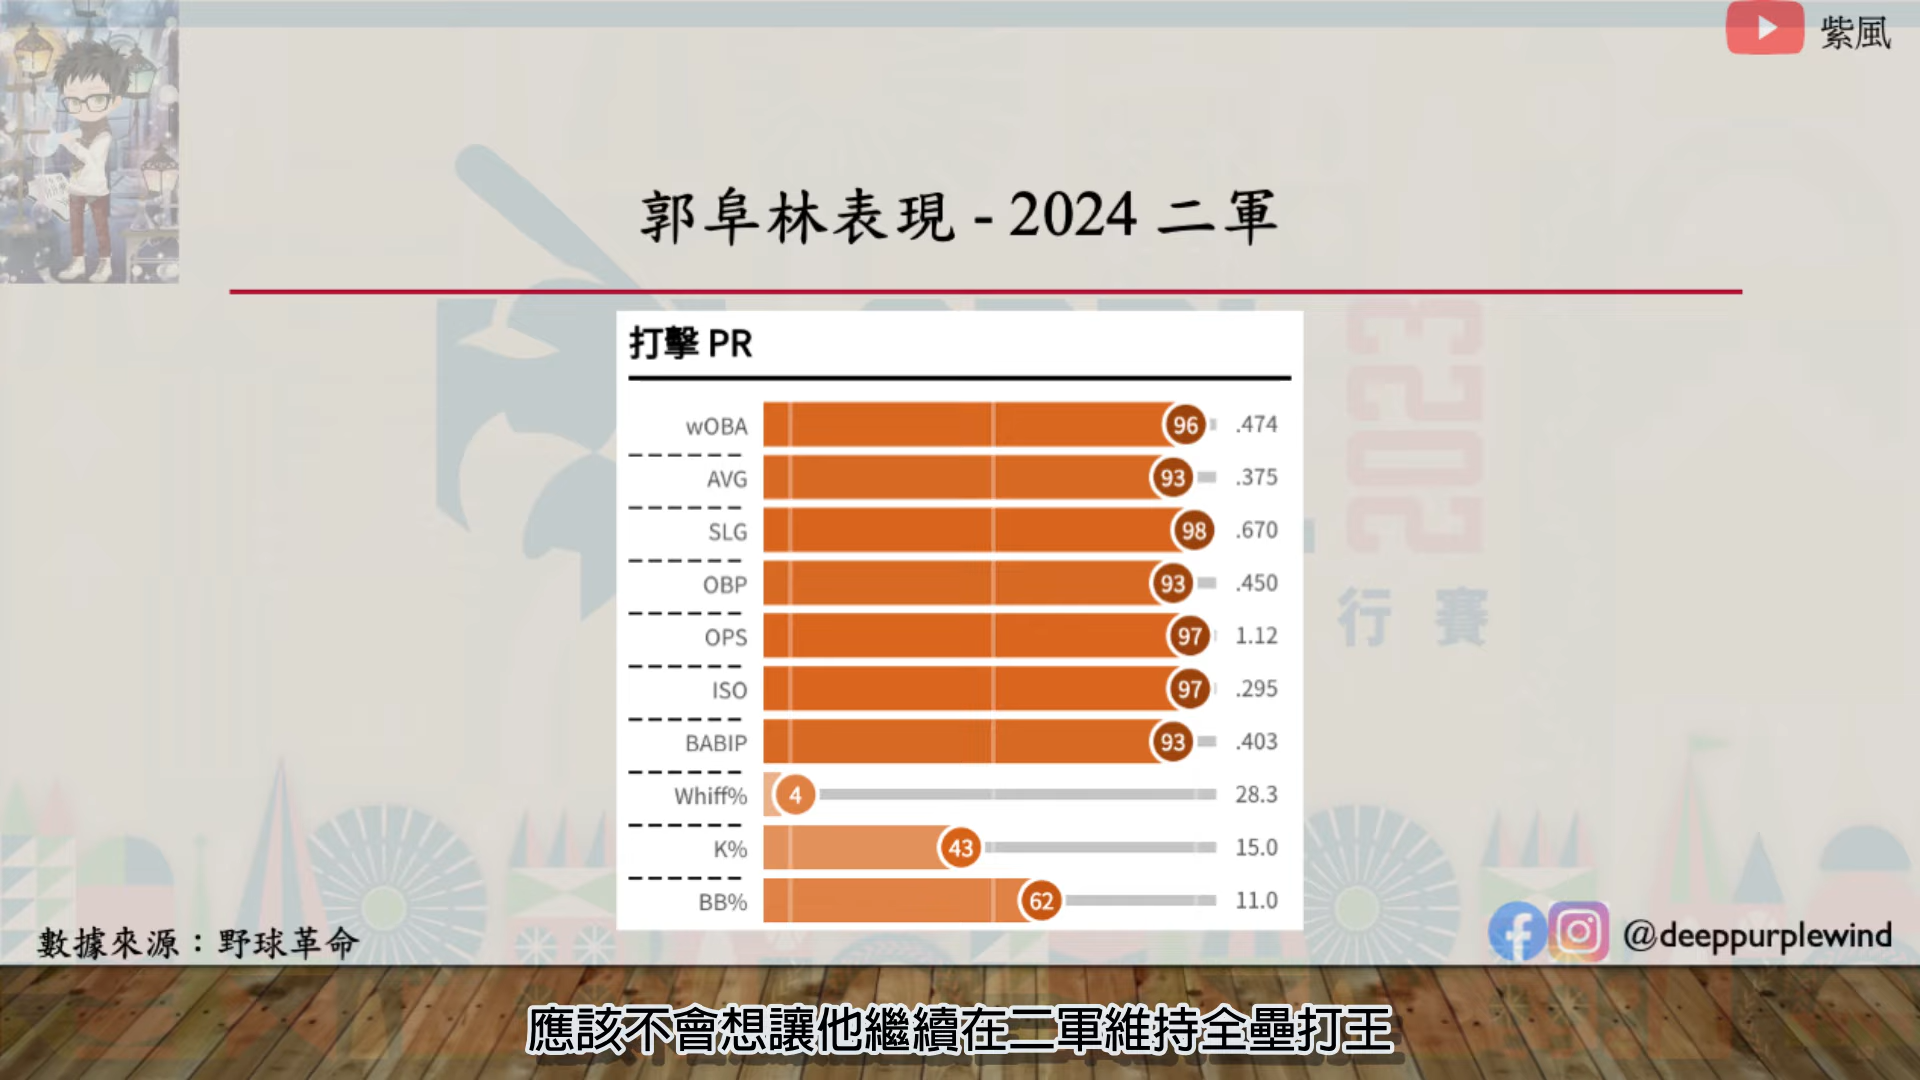 紫風
郭阜林表現 - 2024 二軍
打擊 PR
wOBA 96 .474
AVG 93 .375
SLG 98 .670
OBP 93 .450
OPS 97 1.12
ISO 97 .295
BABIP 93 .403
Whiff% 4 28.3
K% 43 15.0
BB% 62 11.0
2023
行賽
數據來源：野球革命
@deeppurplewind
應該不會想讓他繼續在二軍維持全壘打王